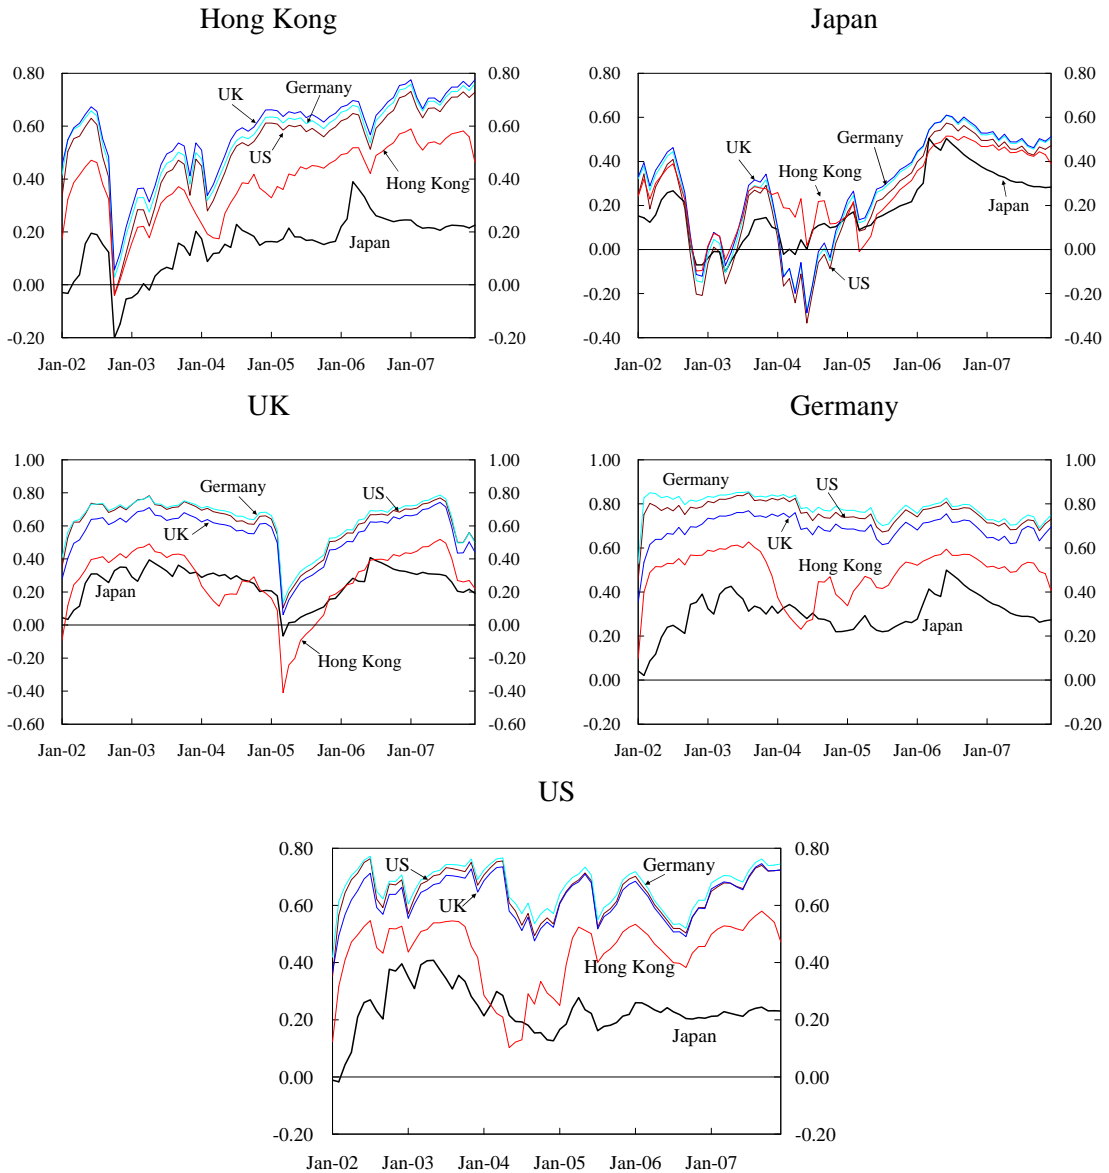 Hong Kong
Japan
0.80 0.80 0.80 0.80
0.60 0.60 0.60 0.60
0.40 0.40 0.40 0.40
0.20 0.20 0.20 0.20
0.00 0.00 0.00 0.00
-0.20 -0.20 -0.20 -0.20
-0.40 -0.40
UK
Germany
US
Hong Kong
Japan
UK
Hong Kong
Germany
Japan
US
Jan-02 Jan-03 Jan-04 Jan-05 Jan-06 Jan-07
Jan-02 Jan-03 Jan-04 Jan-05 Jan-06 Jan-07
UK
Germany
1.00 1.00 1.00 1.00
0.80 0.80 0.80 0.80
0.60 0.60 0.60 0.60
0.40 0.40 0.40 0.40
0.20 0.20 0.20 0.20
0.00 0.00 0.00 0.00
-0.20 -0.20 -0.20 -0.20
-0.40 -0.40
-0.60 -0.60
Germany
US
UK
Japan
Hong Kong
Germany
US
UK
Hong Kong
Japan
Jan-02 Jan-03 Jan-04 Jan-05 Jan-06 Jan-07
Jan-02 Jan-03 Jan-04 Jan-05 Jan-06 Jan-07
US
0.80 0.80
0.60 0.60
0.40 0.40
0.20 0.20
0.00 0.00
-0.20 -0.20
US
Germany
UK
Hong Kong
Japan
Jan-02 Jan-03 Jan-04 Jan-05 Jan-06 Jan-07